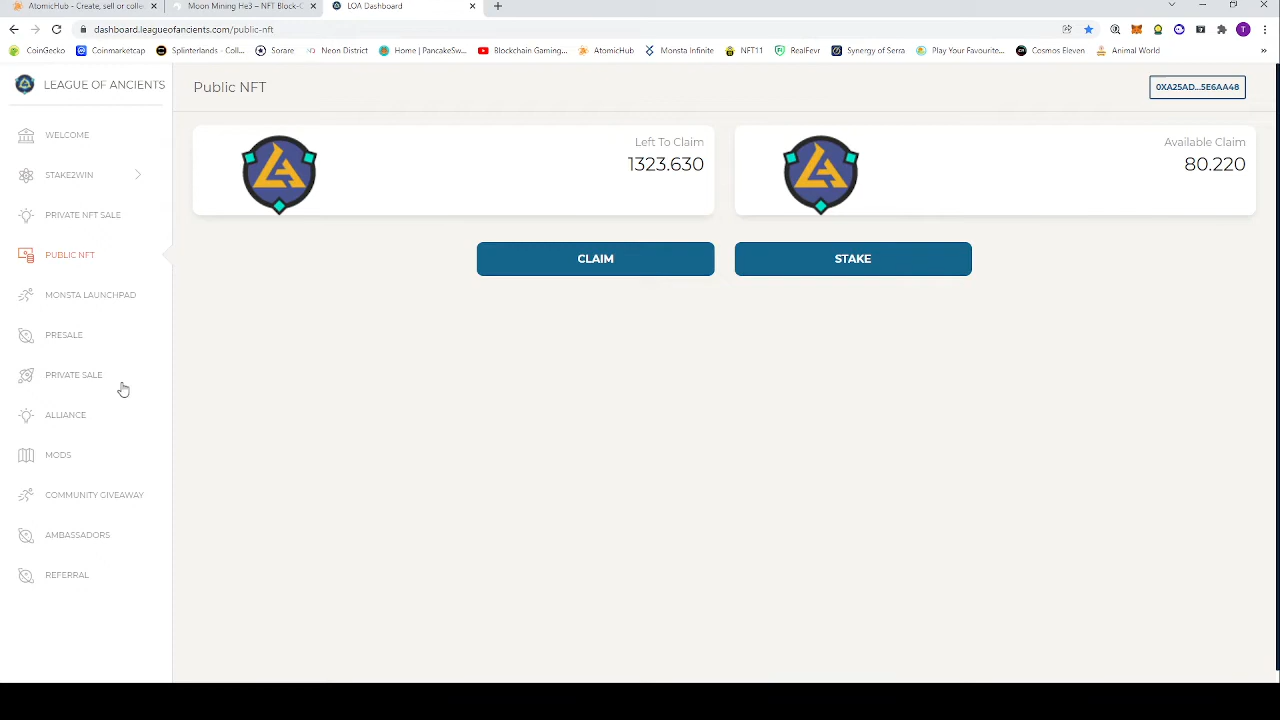 AtomicHub - Create, sell or colle
Moon Mining He3 – NFT Block-C
LOA Dashboard
dashboard.leagueofancients.com/public-nft
CoinGecko
Coinmarketcap
Splinterlands - Coll...
Sorare
Neon District
Home | PancakeSw...
Blockchain Gaming...
AtomicHub
Monsta Infinite
NFT11
RealFevr
Synergy of Serra
Play Your Favourite...
Cosmos Eleven
Animal World
LEAGUE OF ANCIENTS
Public NFT
0XA25AD...5E6AA48
WELCOME
STAKE2WIN
PRIVATE NFT SALE
PUBLIC NFT
MONSTA LAUNCHPAD
PRESALE
PRIVATE SALE
ALLIANCE
MODS
COMMUNITY GIVEAWAY
AMBASSADORS
REFERRAL
Left To Claim
1323.630
Available Claim
80.220
CLAIM
STAKE